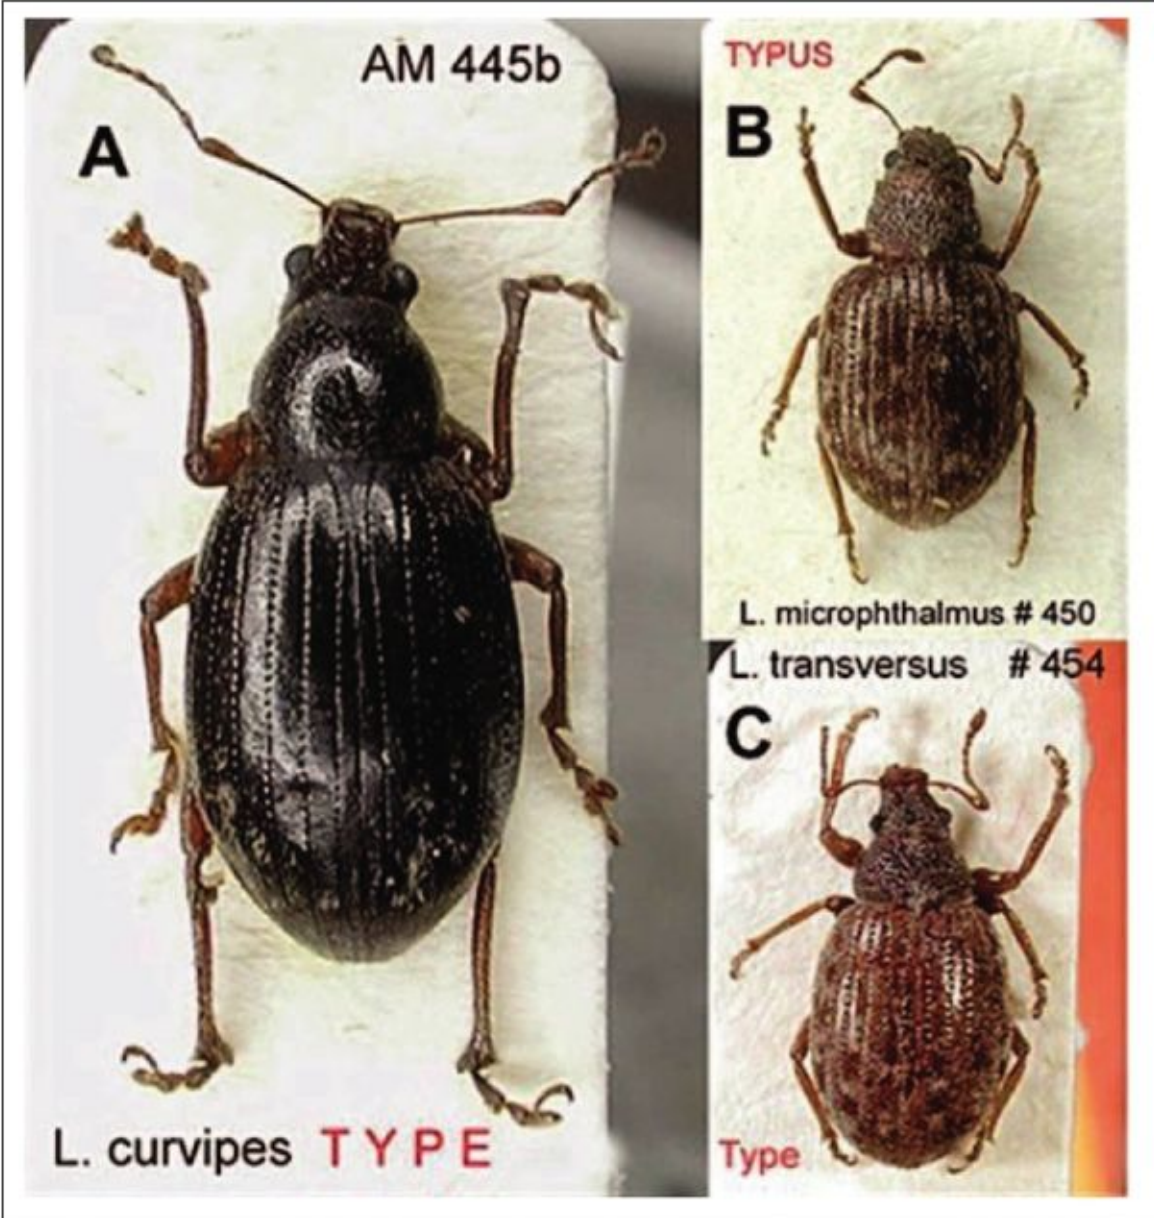 AM 445b
A
L. curvipes TYPE
TYPUS
B
L. microphthalmus # 450
L. transversus # 454
C
Type